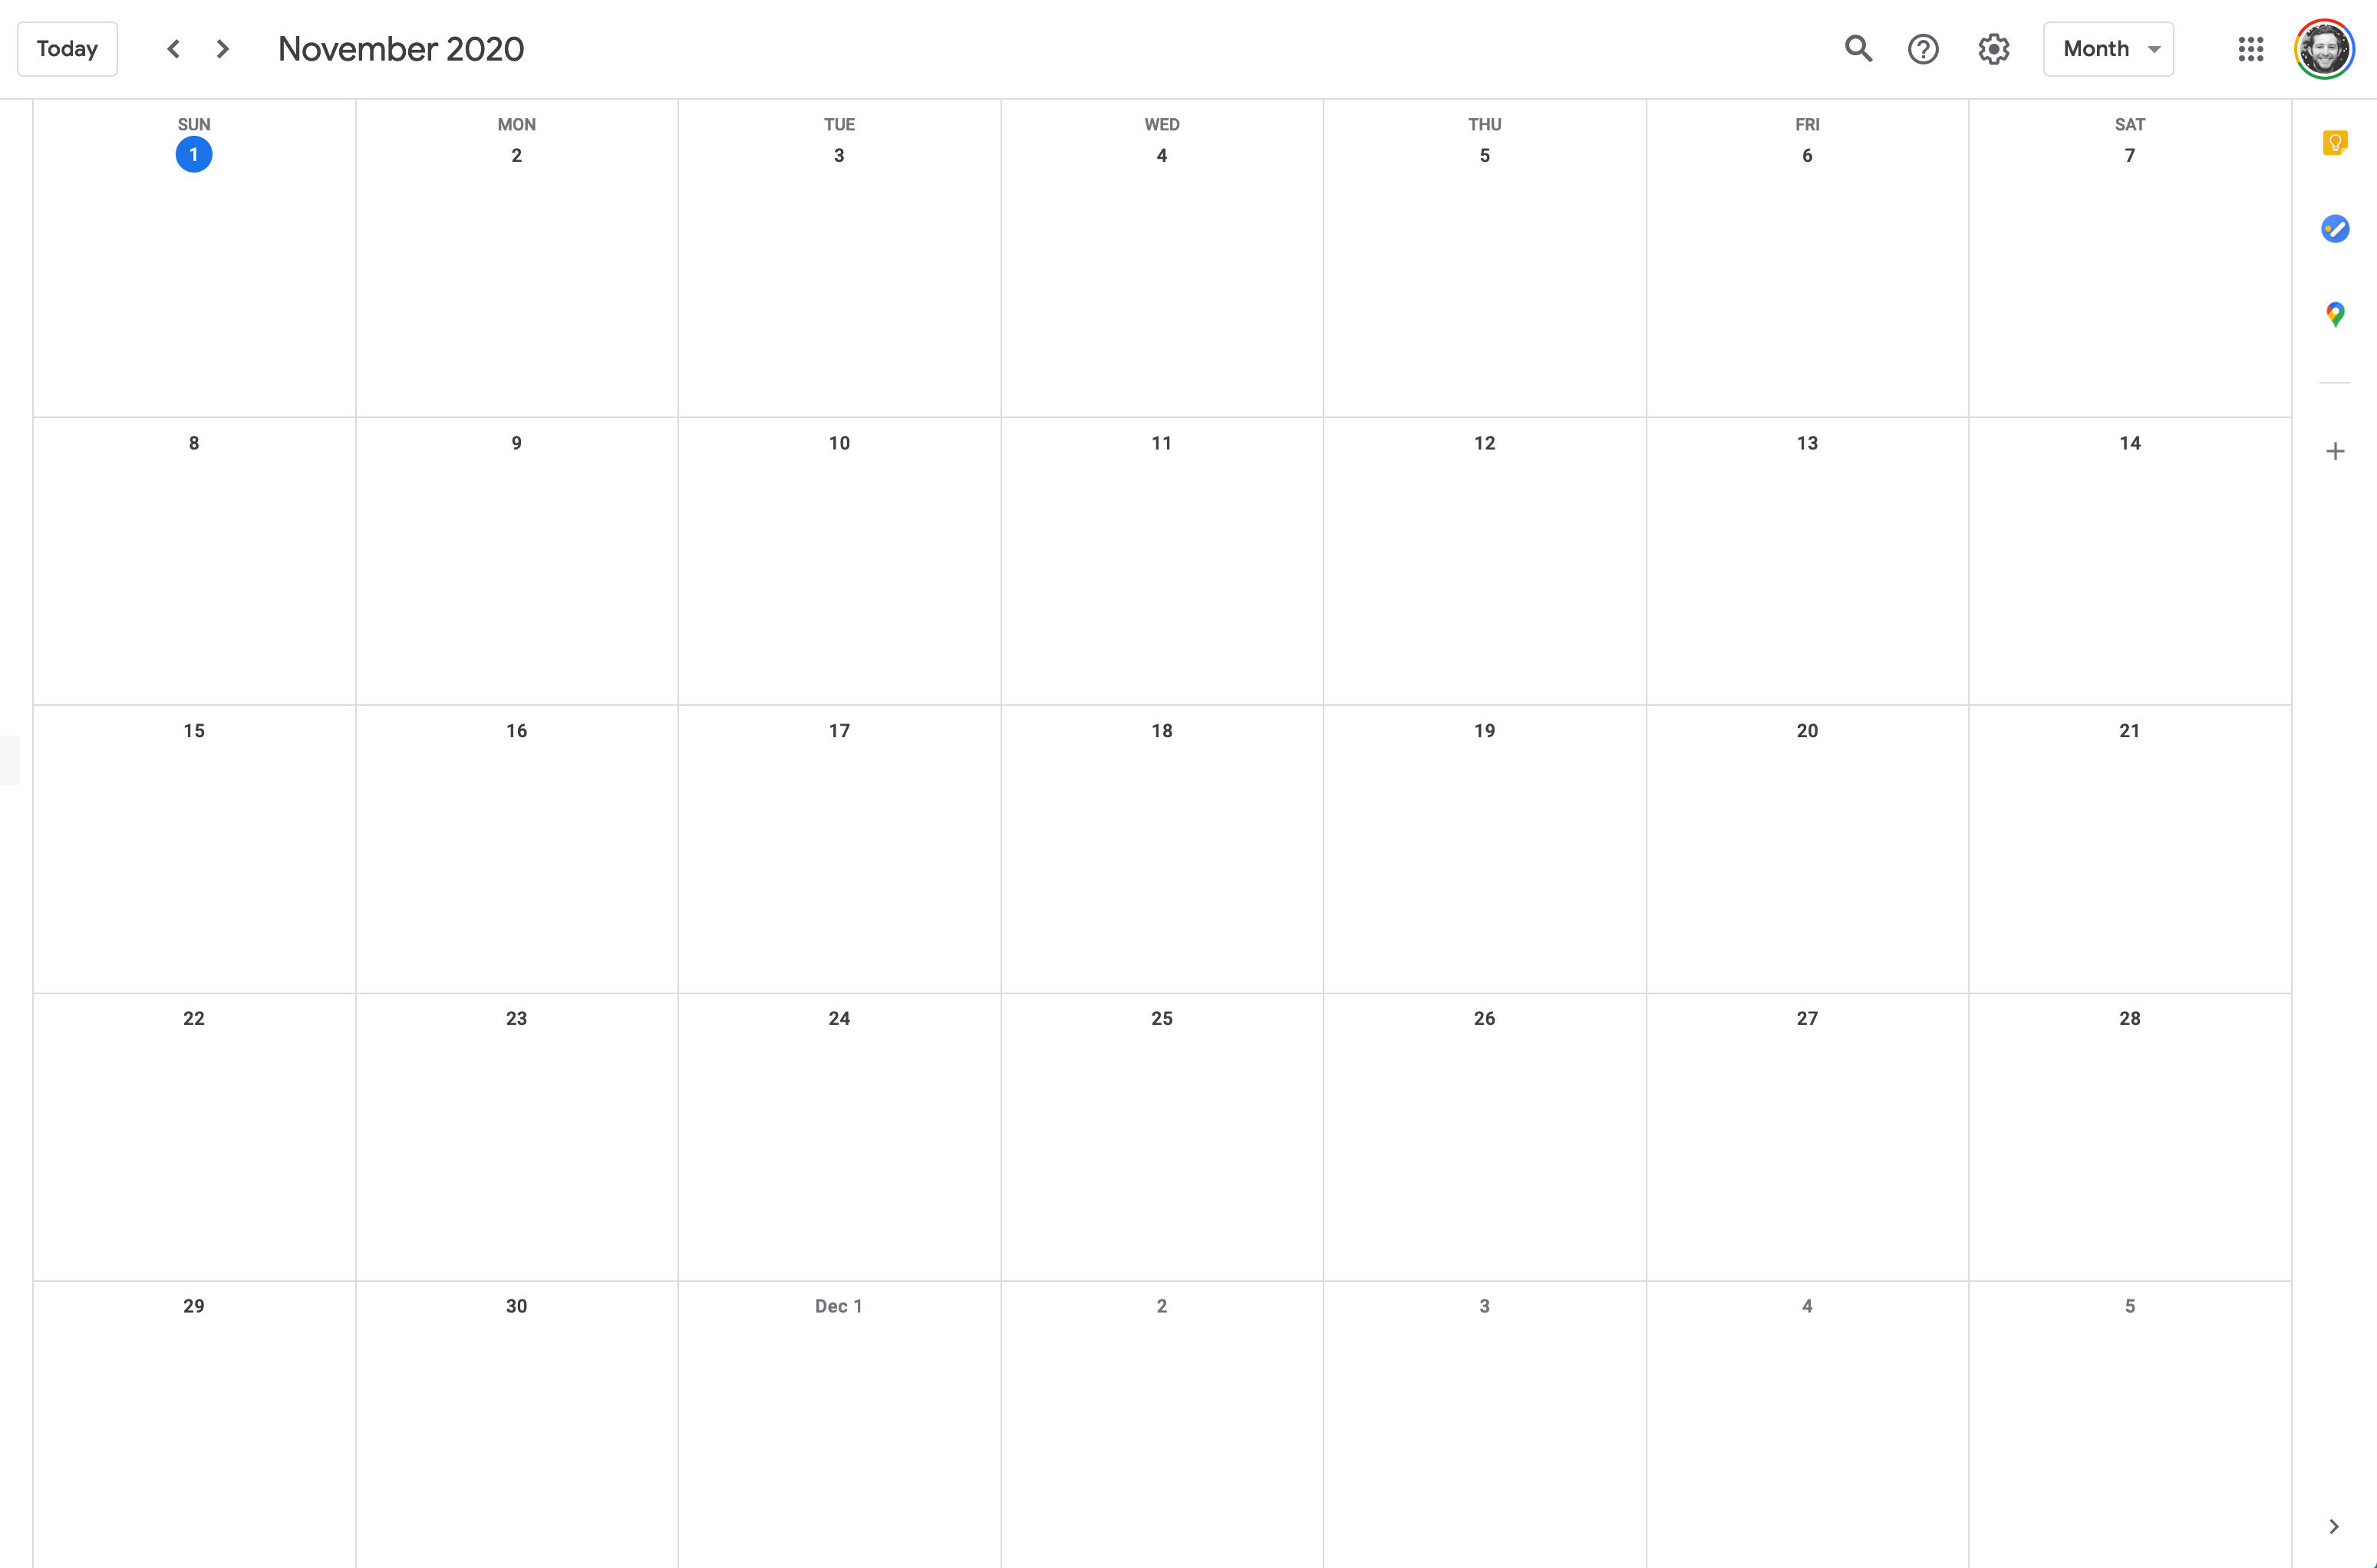 Today November 2020 Month
SUN MON TUE WED THU FRI SAT
1 2 3 4 5 6 7
8 9 10 11 12 13 14
15 16 17 18 19 20 21
22 23 24 25 26 27 28
29 30 Dec 1 2 3 4 5